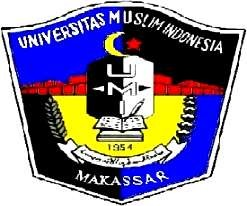 UNIVERSITAS MUSLIM INDONESIA
UMI
1954
MAKASSAR